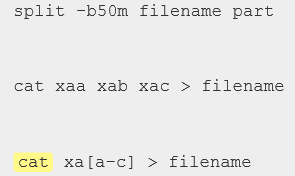 split -b50m filename part
cat xaa xab xac > filename
cat xa[a-c] > filename